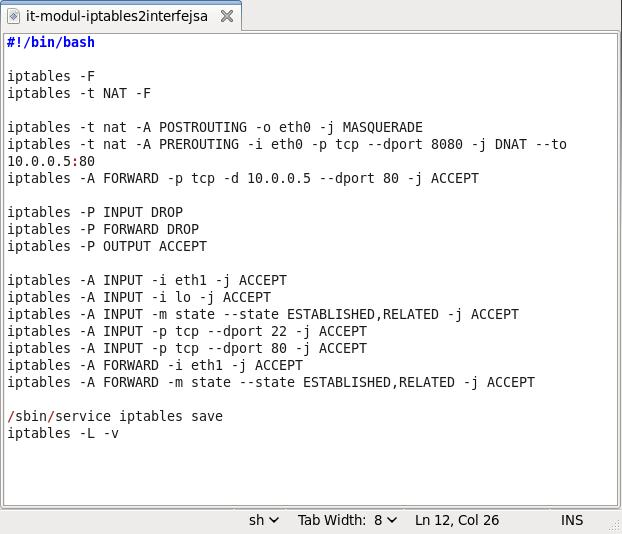 it-modul-iptables2interfejsa
#!/bin/bash
iptables -F
iptables -t NAT -F
iptables -t nat -A POSTROUTING -o eth0 -j MASQUERADE
iptables -t nat -A PREROUTING -i eth0 -p tcp --dport 8080 -j DNAT --to
10.0.0.5:80
iptables -A FORWARD -p tcp -d 10.0.0.5 --dport 80 -j ACCEPT
iptables -P INPUT DROP
iptables -P FORWARD DROP
iptables -P OUTPUT ACCEPT
iptables -A INPUT -i eth1 -j ACCEPT
iptables -A INPUT -i lo -j ACCEPT
iptables -A INPUT -m state --state ESTABLISHED,RELATED -j ACCEPT
iptables -A INPUT -p tcp --dport 22 -j ACCEPT
iptables -A INPUT -p tcp --dport 80 -j ACCEPT
iptables -A FORWARD -i eth1 -j ACCEPT
iptables -A FORWARD -m state --state ESTABLISHED,RELATED -j ACCEPT
/sbin/service iptables save
iptables -L -v
sh Tab Width: 8 Ln 12, Col 26 INS